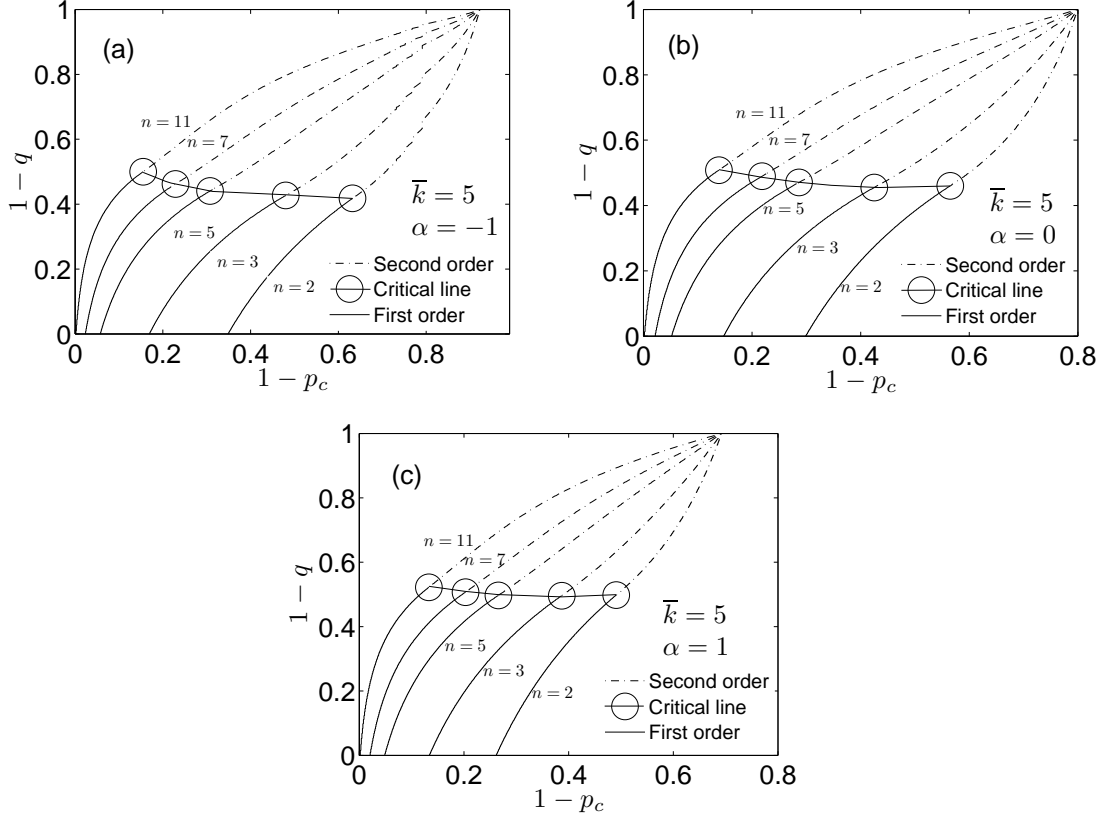 (a)
1
0.8
0.6
0.4
0.2
0
1 − q
n = 11
n = 7
n = 5
n = 3
n = 2
k̅ = 5
α = −1
Second order
Critical line
First order
0 0.2 0.4 0.6 0.8
1 − p_c
(b)
1
0.8
0.6
0.4
0.2
0
1 − q
n = 11
n = 7
n = 5
n = 3
n = 2
k̅ = 5
α = 0
Second order
Critical line
First order
0 0.2 0.4 0.6 0.8
1 − p_c
(c)
1
0.8
0.6
0.4
0.2
0
1 − q
n = 11
n = 7
n = 5
n = 3
n = 2
k̅ = 5
α = 1
Second order
Critical line
First order
0 0.2 0.4 0.6 0.8
1 − p_c